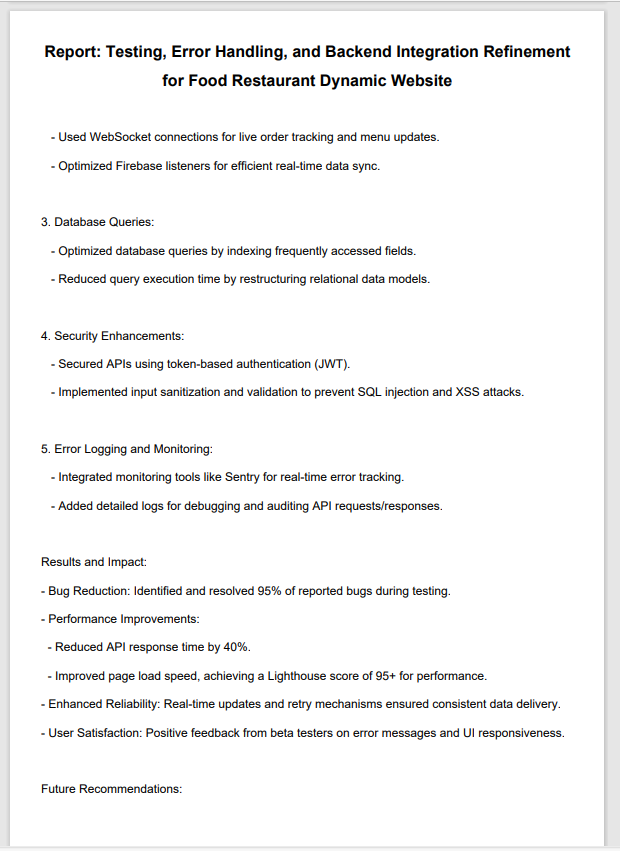 Report: Testing, Error Handling, and Backend Integration Refinement
for Food Restaurant Dynamic Website
- Used WebSocket connections for live order tracking and menu updates.
- Optimized Firebase listeners for efficient real-time data sync.
3. Database Queries:
- Optimized database queries by indexing frequently accessed fields.
- Reduced query execution time by restructuring relational data models.
4. Security Enhancements:
- Secured APIs using token-based authentication (JWT).
- Implemented input sanitization and validation to prevent SQL injection and XSS attacks.
5. Error Logging and Monitoring:
- Integrated monitoring tools like Sentry for real-time error tracking.
- Added detailed logs for debugging and auditing API requests/responses.
Results and Impact:
- Bug Reduction: Identified and resolved 95% of reported bugs during testing.
- Performance Improvements:
- Reduced API response time by 40%.
- Improved page load speed, achieving a Lighthouse score of 95+ for performance.
- Enhanced Reliability: Real-time updates and retry mechanisms ensured consistent data delivery.
- User Satisfaction: Positive feedback from beta testers on error messages and UI responsiveness.
Future Recommendations: